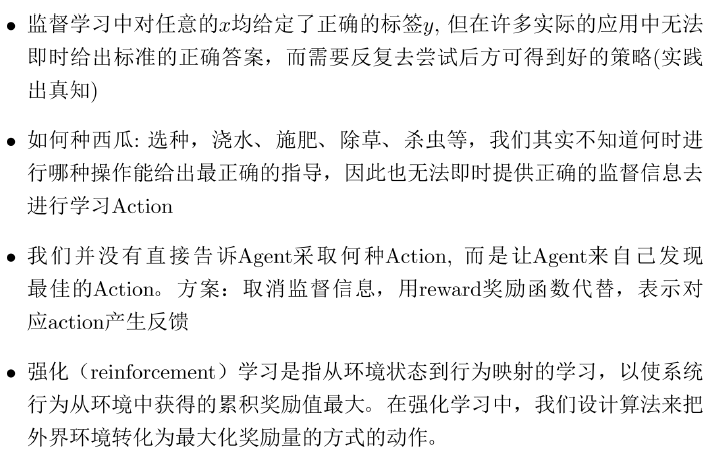 • 监督学习中对任意的x均给定了正确的标签y, 但在许多实际的应用中无法
即时给出标准的正确答案，而需要反复去尝试后方可得到好的策略(实践
出真知)
• 如何种西瓜: 选种，浇水、施肥、除草、杀虫等，我们其实不知道何时进
行哪种操作能给出最正确的指导，因此也无法即时提供正确的监督信息去
进行学习Action
• 我们并没有直接告诉Agent采取何种Action, 而是让Agent来自己发现
最佳的Action。方案：取消监督信息，用reward奖励函数代替，表示对
应action产生反馈
• 强化（reinforcement）学习是指从环境状态到行为映射的学习，以使系统
行为从环境中获得的累积奖励值最大。在强化学习中，我们设计算法来把
外界环境转化为最大化奖励量的方式的动作。